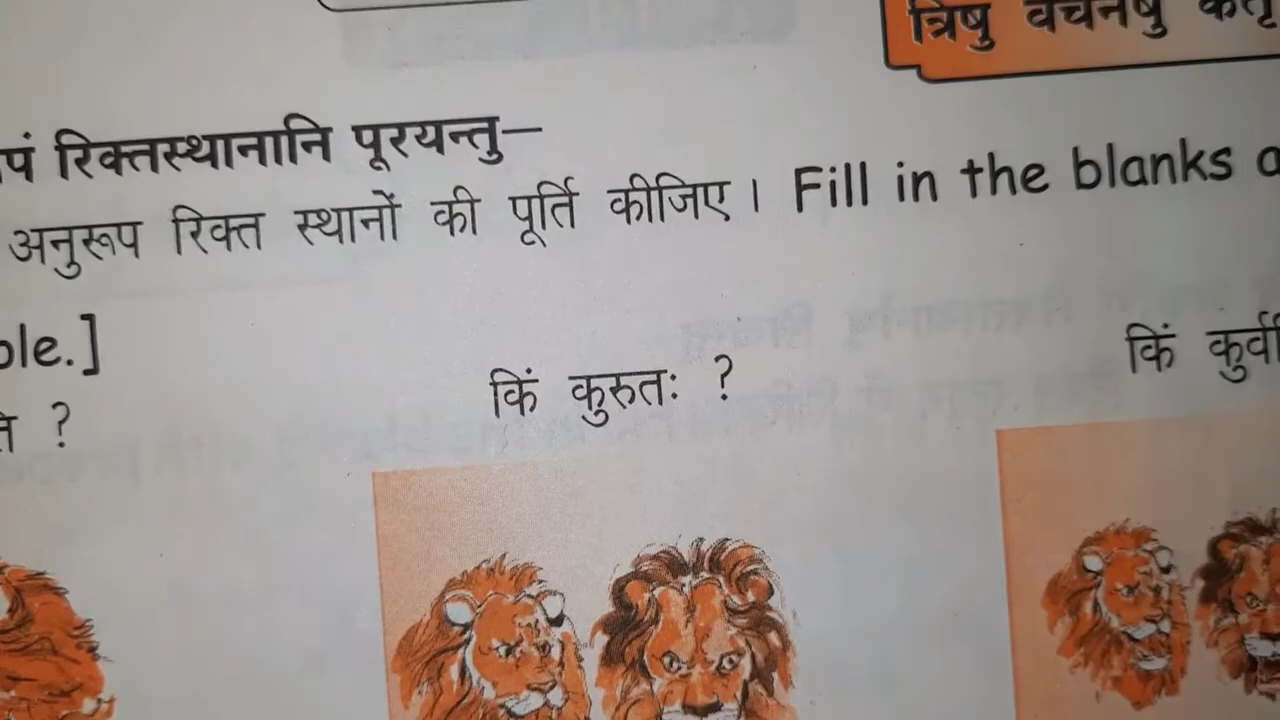 त्रिषु वचनेषु
रिक्तस्थानानि पूरयन्तु—
अनुरूप रिक्त स्थानों की पूर्ति कीजिए। Fill in the blanks
ple.]
किं कुरुतः ?
किं
?